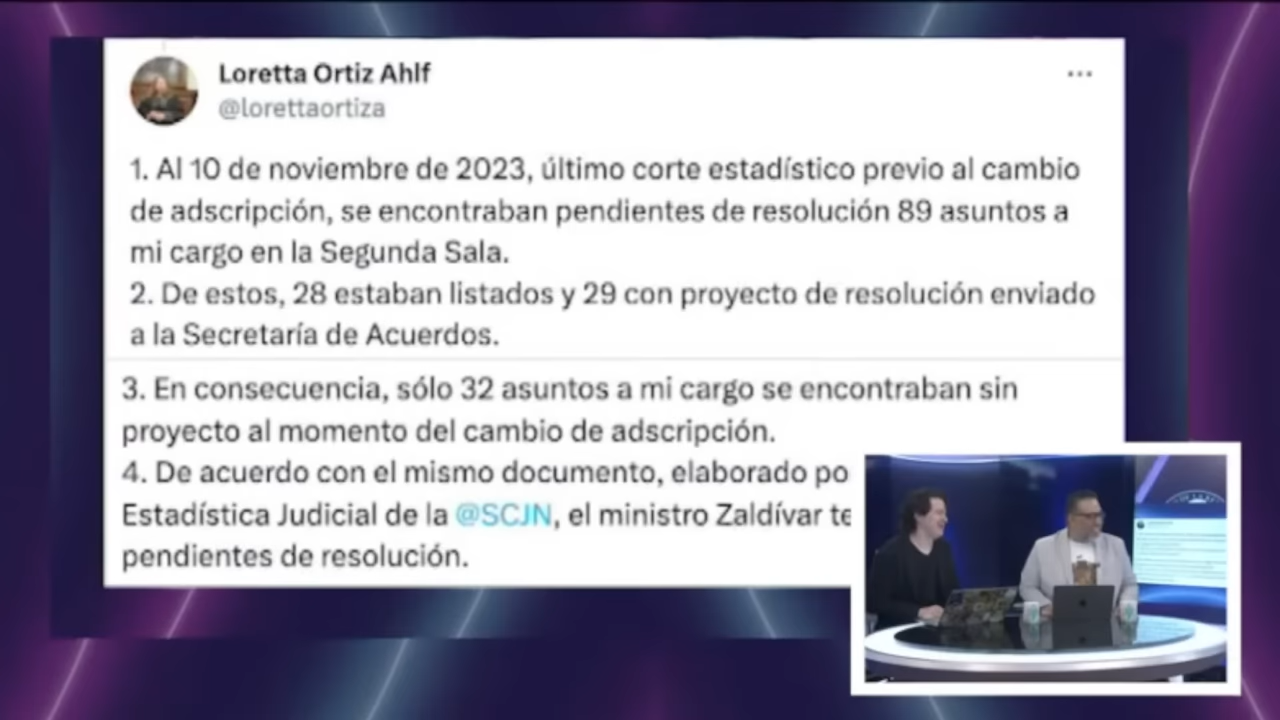 Loretta Ortiz Ahlf
@lorettaortiza
1. Al 10 de noviembre de 2023, último corte estadístico previo al cambio
de adscripción, se encontraban pendientes de resolución 89 asuntos a
mi cargo en la Segunda Sala.
2. De estos, 28 estaban listados y 29 con proyecto de resolución enviado
a la Secretaría de Acuerdos.
3. En consecuencia, sólo 32 asuntos a mi cargo se encontraban sin
proyecto al momento del cambio de adscripción.
4. De acuerdo con el mismo documento, elaborado po
Estadística Judicial de la @SCJN, el ministro Zaldívar te
pendientes de resolución.